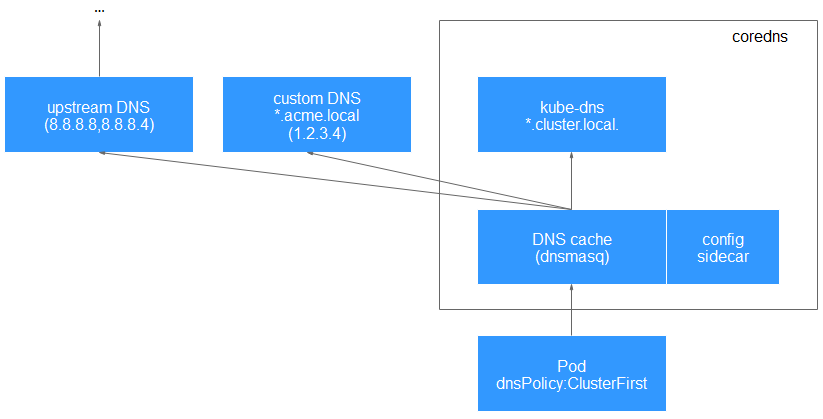 ...
coredns
upstream DNS
(8.8.8.8,8.8.8.4)
custom DNS
*.acme.local
(1.2.3.4)
kube-dns
*.cluster.local.
DNS cache
(dnsmasq)
config
sidecar
Pod
dnsPolicy:ClusterFirst